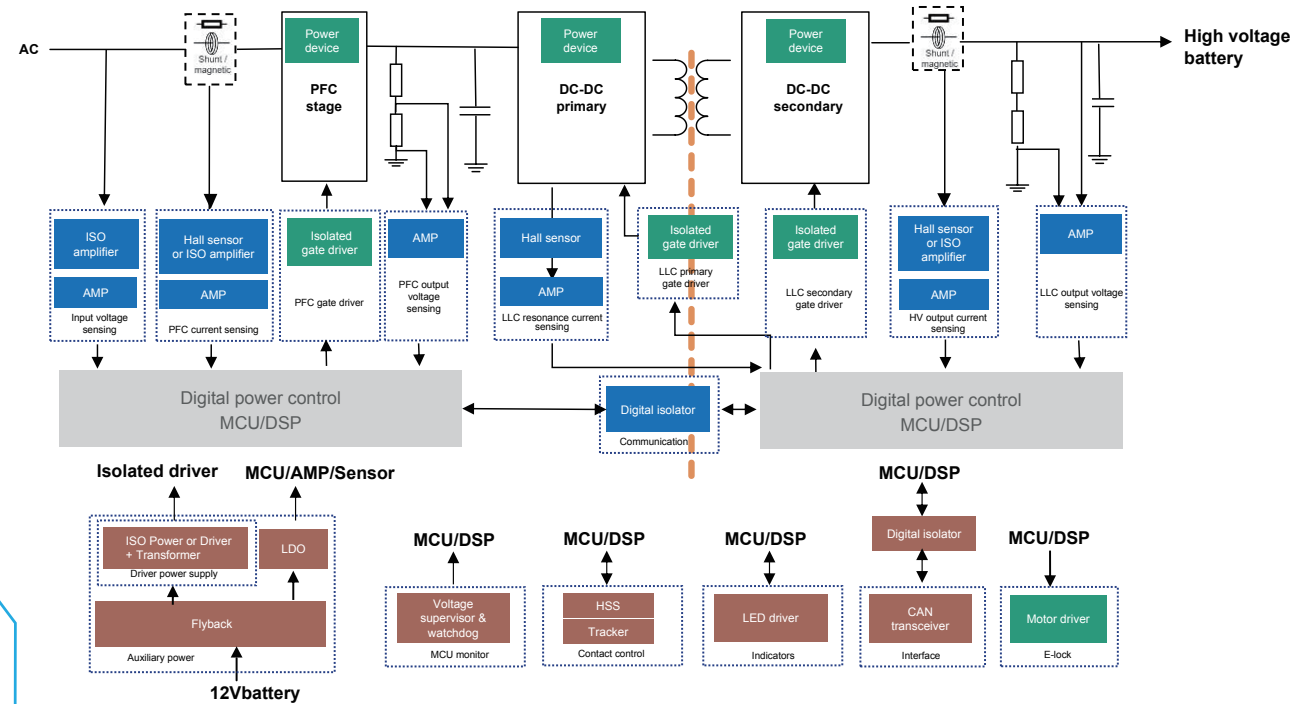 AC
Shunt /
magnetic
Power
device
PFC
stage
Power
device
DC-DC
primary
Power
device
DC-DC
secondary
Shunt /
magnetic
High voltage
battery
ISO
amplifier
AMP
Input voltage
sensing
Hall sensor
or ISO amplifier
AMP
PFC current sensing
Isolated
gate driver
PFC gate driver
AMP
PFC output
voltage
sensing
Hall sensor
AMP
LLC resonance current
sensing
Isolated
gate driver
LLC primary
gate driver
Isolated
gate driver
LLC secondary
gate driver
Hall sensor
or ISO
amplifier
AMP
HV output current
sensing
AMP
LLC output voltage
sensing
Digital power control
MCU/DSP
Digital isolator
Communication
Digital power control
MCU/DSP
Isolated driver
MCU/AMP/Sensor
ISO Power or Driver
+ Transformer
Driver power supply
LDO
Flyback
Auxiliary power
12Vbattery
MCU/DSP
Voltage
supervisor &
watchdog
MCU monitor
MCU/DSP
HSS
Tracker
Contact control
MCU/DSP
LED driver
Indicators
MCU/DSP
Digital isolator
CAN
transceiver
Interface
MCU/DSP
Motor driver
E-lock